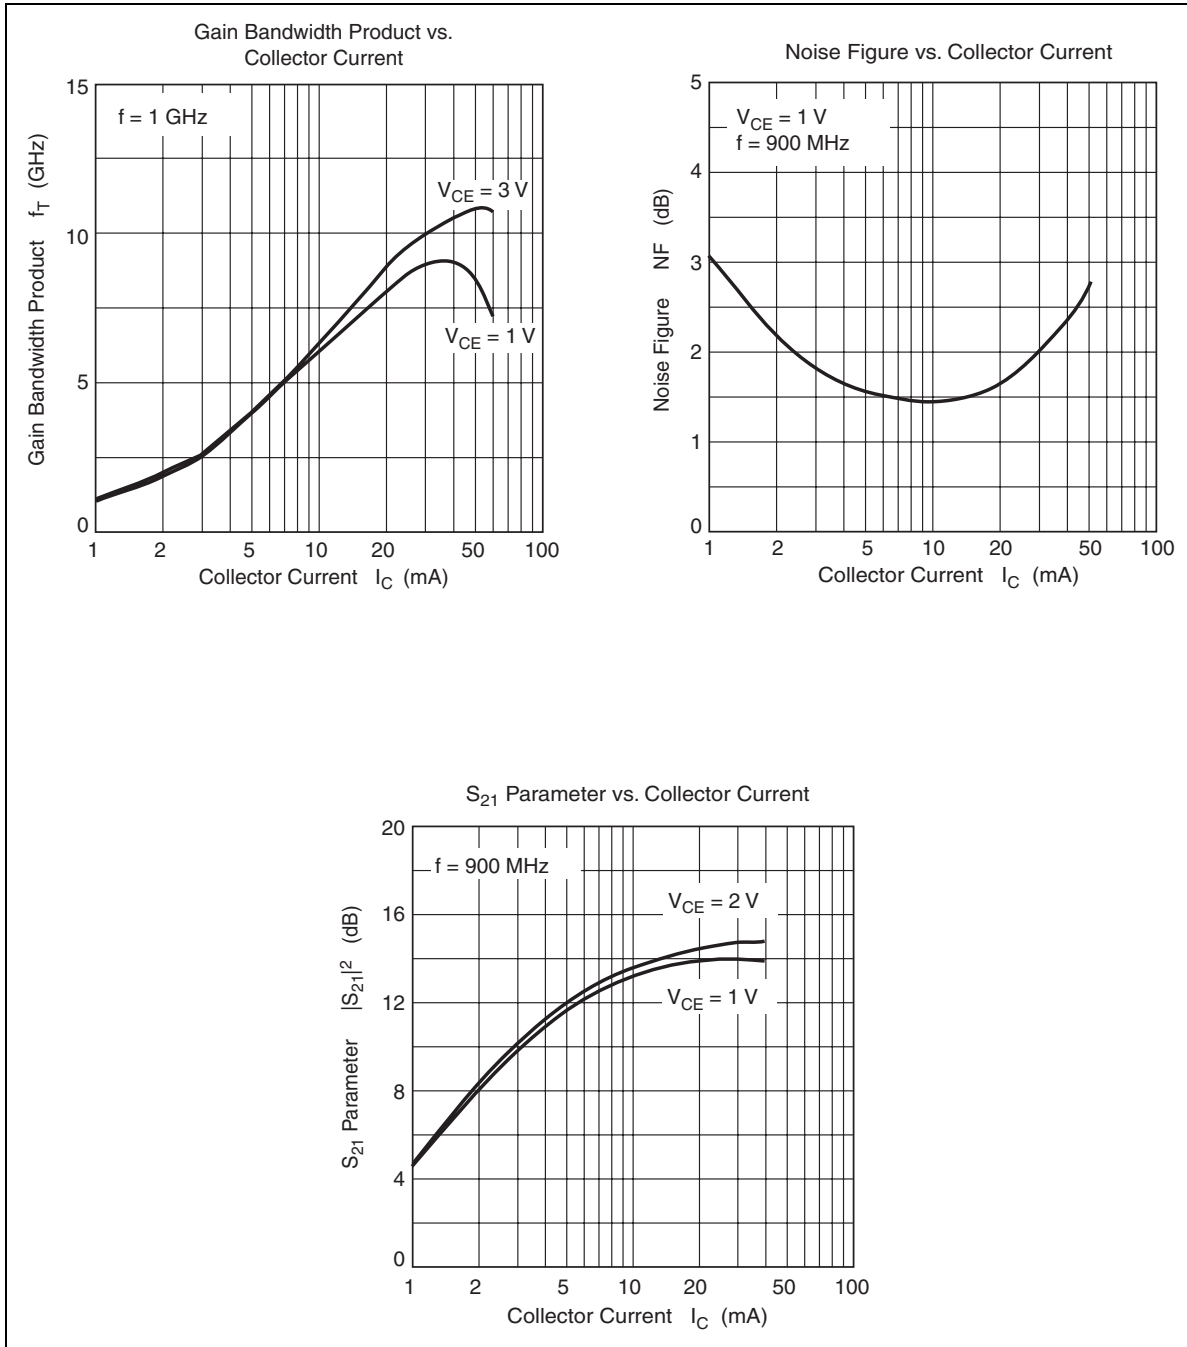 Gain Bandwidth Product vs.
Collector Current
15
10
5
0
Gain Bandwidth Product f_T (GHz)
f = 1 GHz
V_CE = 3 V
V_CE = 1 V
1 2 5 10 20 50 100
Collector Current I_C (mA)
Noise Figure vs. Collector Current
5
4
3
2
1
0
Noise Figure NF (dB)
V_CE = 1 V
f = 900 MHz
1 2 5 10 20 50 100
Collector Current I_C (mA)
S_21 Parameter vs. Collector Current
20
16
12
8
4
0
S_21 Parameter |S_21|^2 (dB)
f = 900 MHz
V_CE = 2 V
V_CE = 1 V
1 2 5 10 20 50 100
Collector Current I_C (mA)